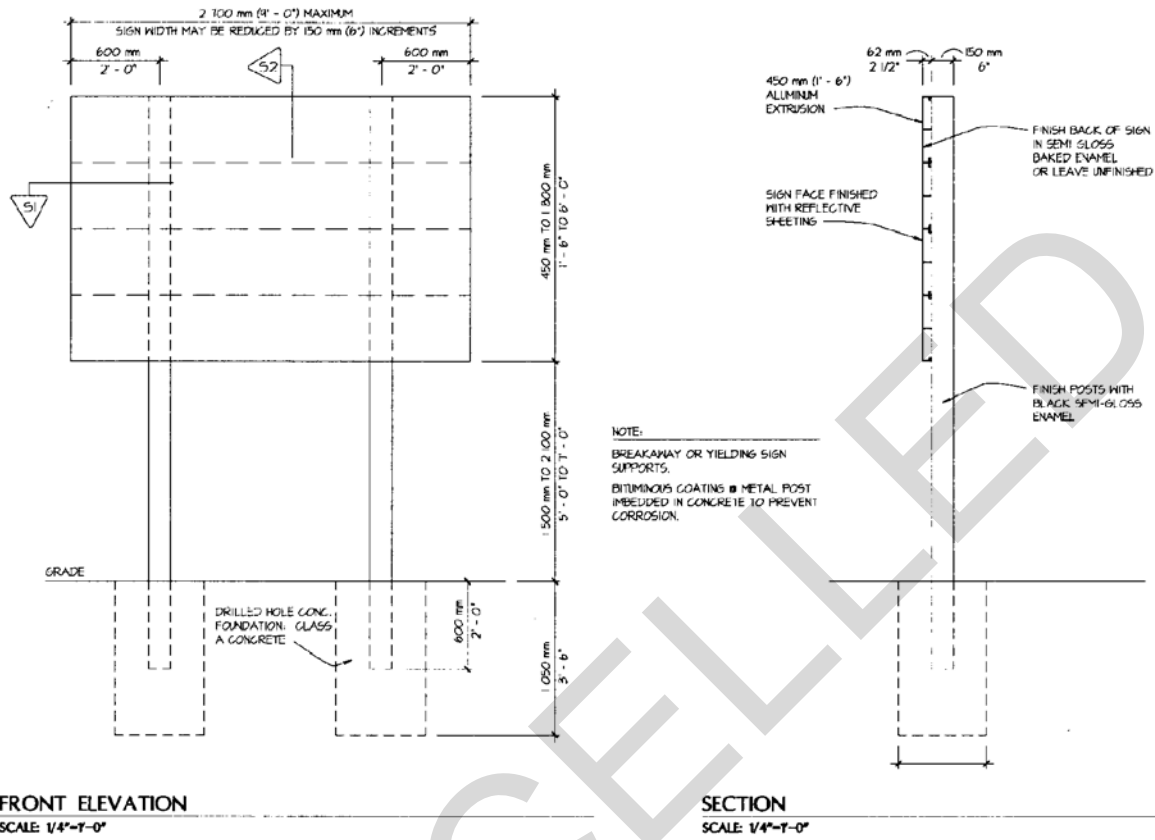 2 700 mm (9' - 0") MAXIMUM
SIGN WIDTH MAY BE REDUCED BY 150 mm (6") INCREMENTS
600 mm
2' - 0"
600 mm
2' - 0"
S2
S1
450 mm TO 1 800 mm
1' - 6" TO 6' - 0"
1 500 mm TO 2 100 mm
5' - 0" TO 7' - 0"
GRADE
DRILLED HOLE CONC.
FOUNDATION: CLASS
A CONCRETE
600 mm
2' - 0"
1 050 mm
3' - 6"
FRONT ELEVATION
SCALE: 1/4"=1'-0"
62 mm
2 1/2"
150 mm
6"
450 mm (1' - 6")
ALUMINUM
EXTRUSION
FINISH BACK OF SIGN
IN SEMI GLOSS
BAKED ENAMEL
OR LEAVE UNFINISHED
SIGN FACE FINISHED
WITH REFLECTIVE
SHEETING
FINISH POSTS WITH
BLACK SEMI-GLOSS
ENAMEL
NOTE:
BREAKAWAY OR YIELDING SIGN
SUPPORTS.
BITUMINOUS COATING @ METAL POST
IMBEDDED IN CONCRETE TO PREVENT
CORROSION.
SECTION
SCALE: 1/4"=1'-0"
CELLED